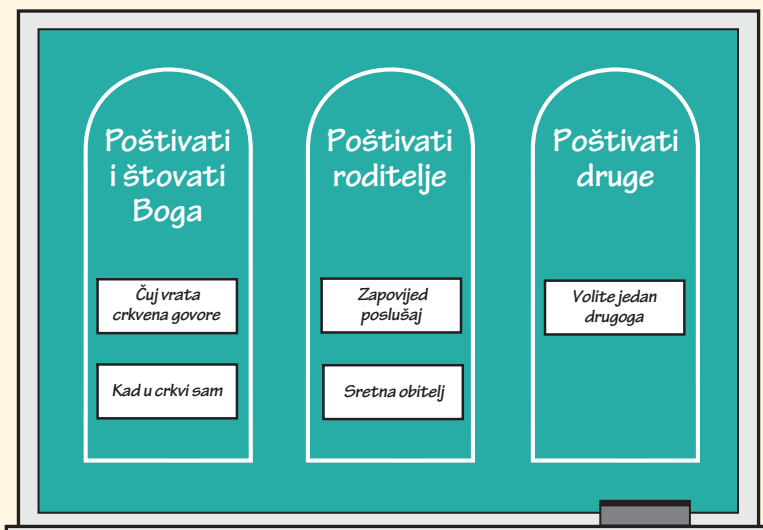 Poštivati
i štovati
Boga
Čuj vrata
crkvena govore
Kad u crkvi sam
Poštivati
roditelje
Zapovijed
poslušaj
Sretna obitelj
Poštivati
druge
Volite jedan
drugoga